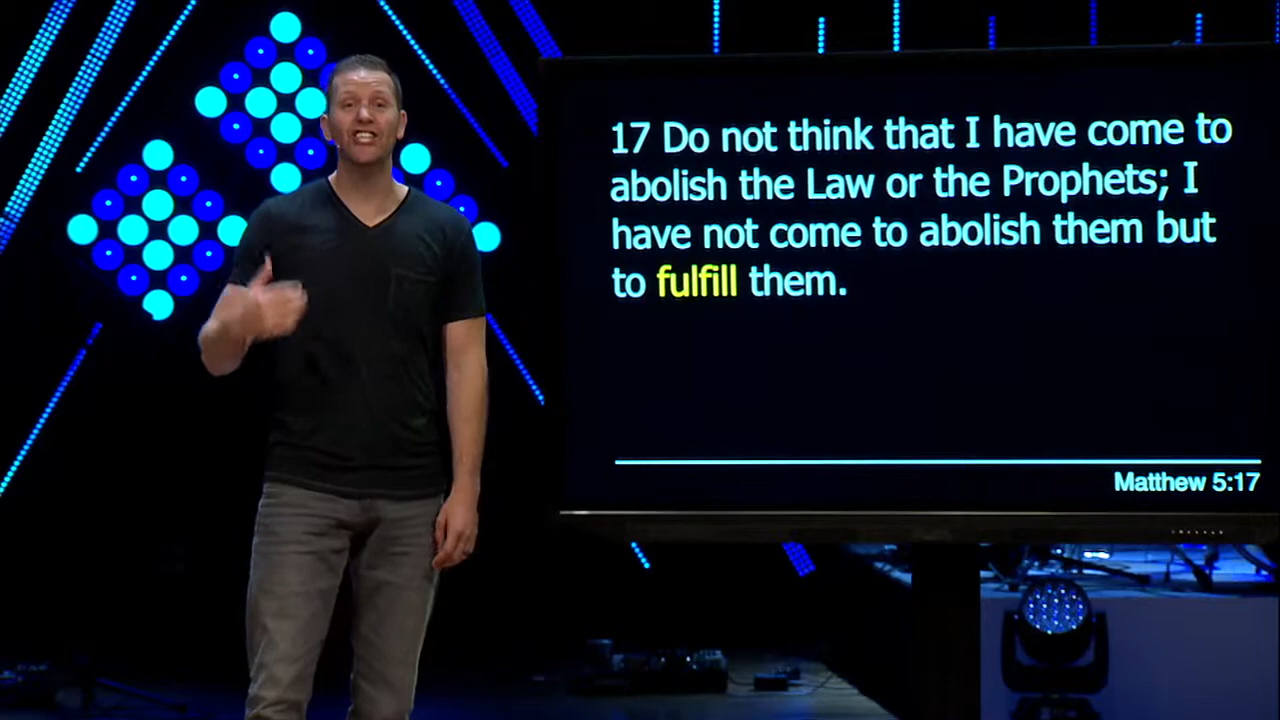 17 Do not think that I have come to
abolish the Law or the Prophets; I
have not come to abolish them but
to fulfill them.
Matthew 5:17